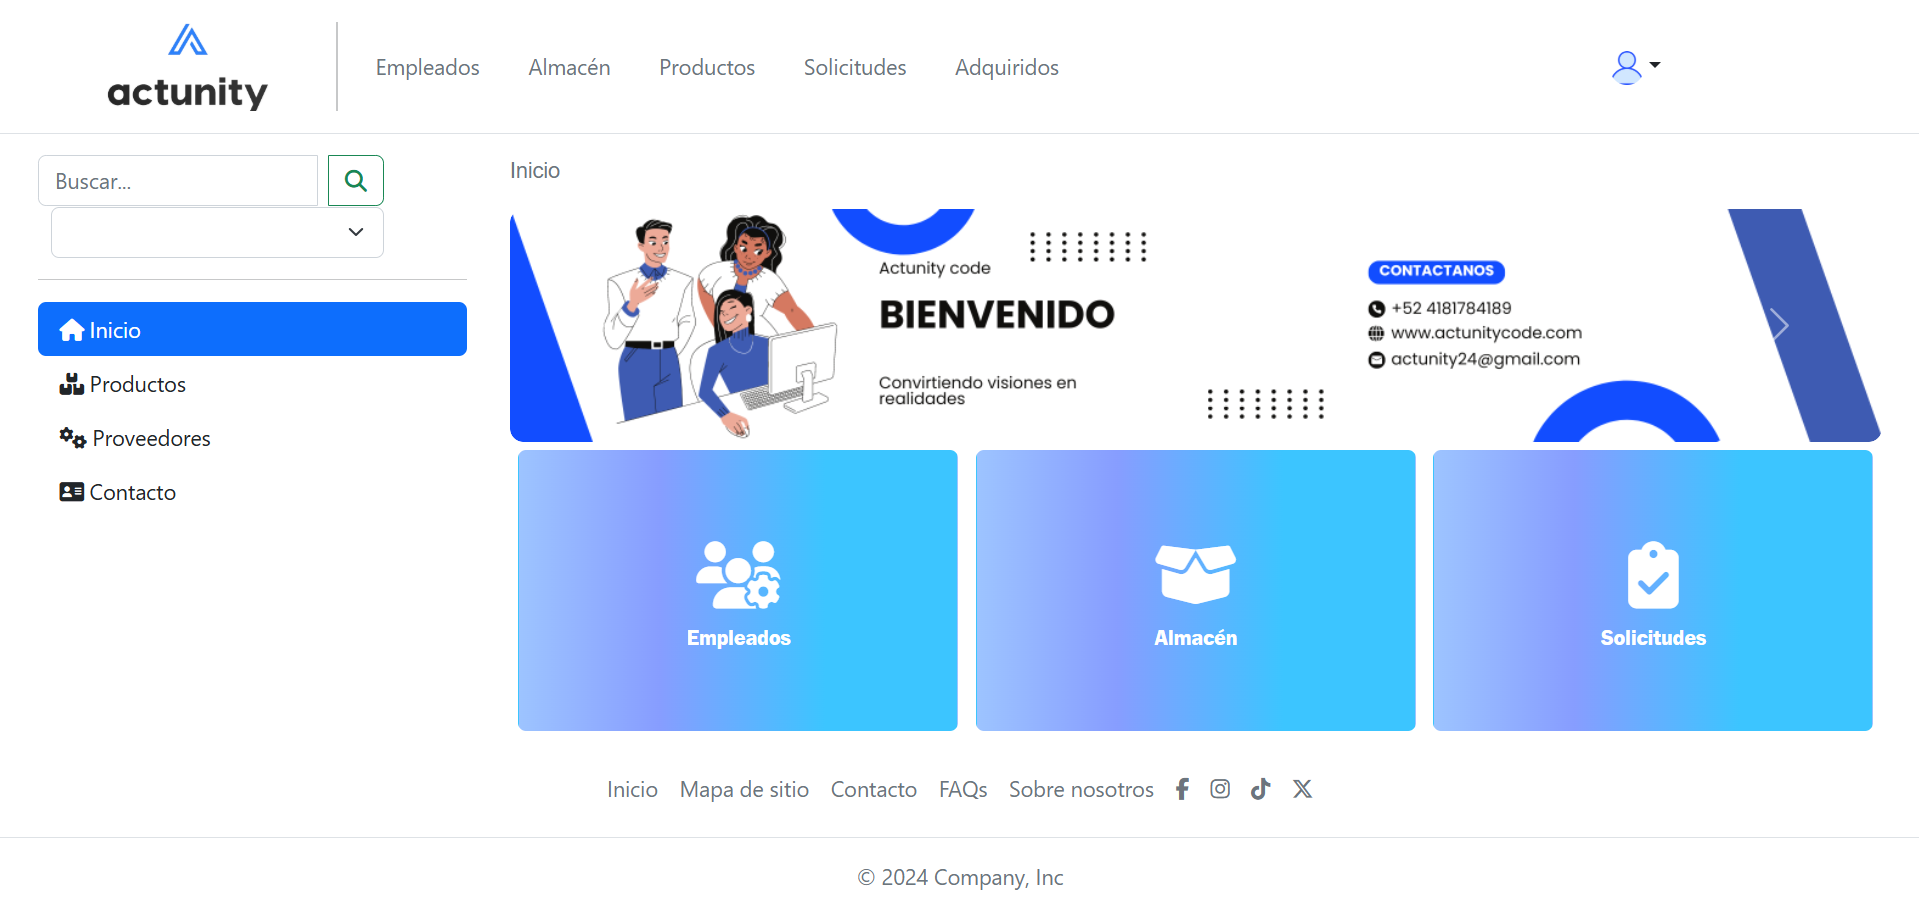 actunity
Empleados Almacén Productos Solicitudes Adquiridos
Buscar...
Inicio
Productos
Proveedores
Contacto
Inicio
Actunity code
BIENVENIDO
Convirtiendo visiones en
realidades
CONTACTANOS
+52 4181784189
www.actunitycode.com
actunity24@gmail.com
Empleados
Almacén
Solicitudes
Inicio Mapa de sitio Contacto FAQs Sobre nosotros
© 2024 Company, Inc